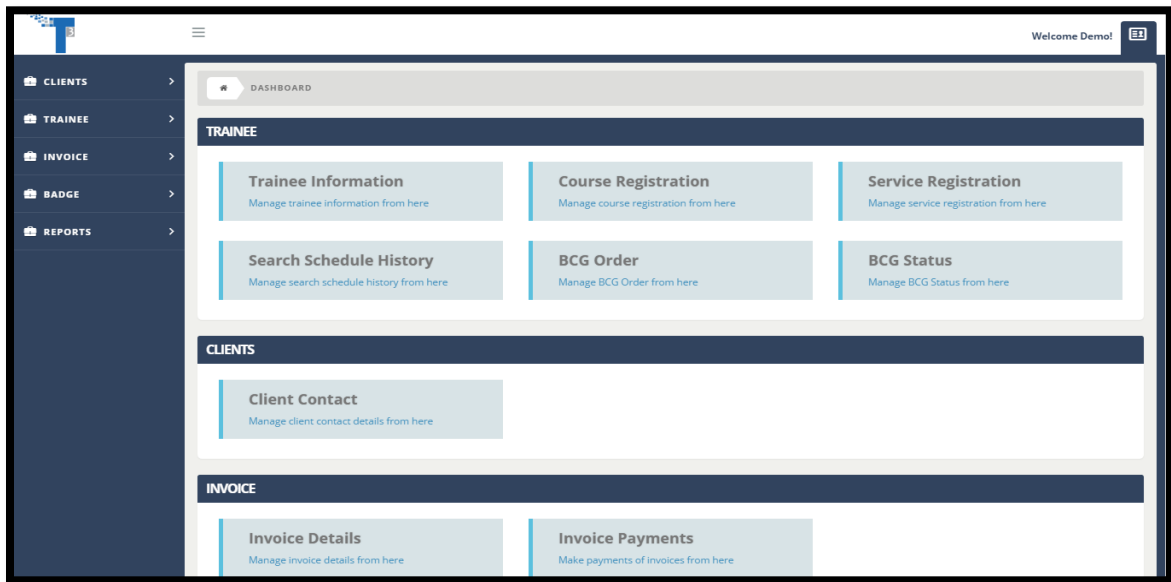 T3
Welcome Demo!
CLIENTS
TRAINEE
INVOICE
BADGE
REPORTS
DASHBOARD
TRAINEE
Trainee Information
Manage trainee information from here
Course Registration
Manage course registration from here
Service Registration
Manage service registration from here
Search Schedule History
Manage search schedule history from here
BCG Order
Manage BCG Order from here
BCG Status
Manage BCG Status from here
CLIENTS
Client Contact
Manage client contact details from here
INVOICE
Invoice Details
Manage invoice details from here
Invoice Payments
Make payments of invoices from here